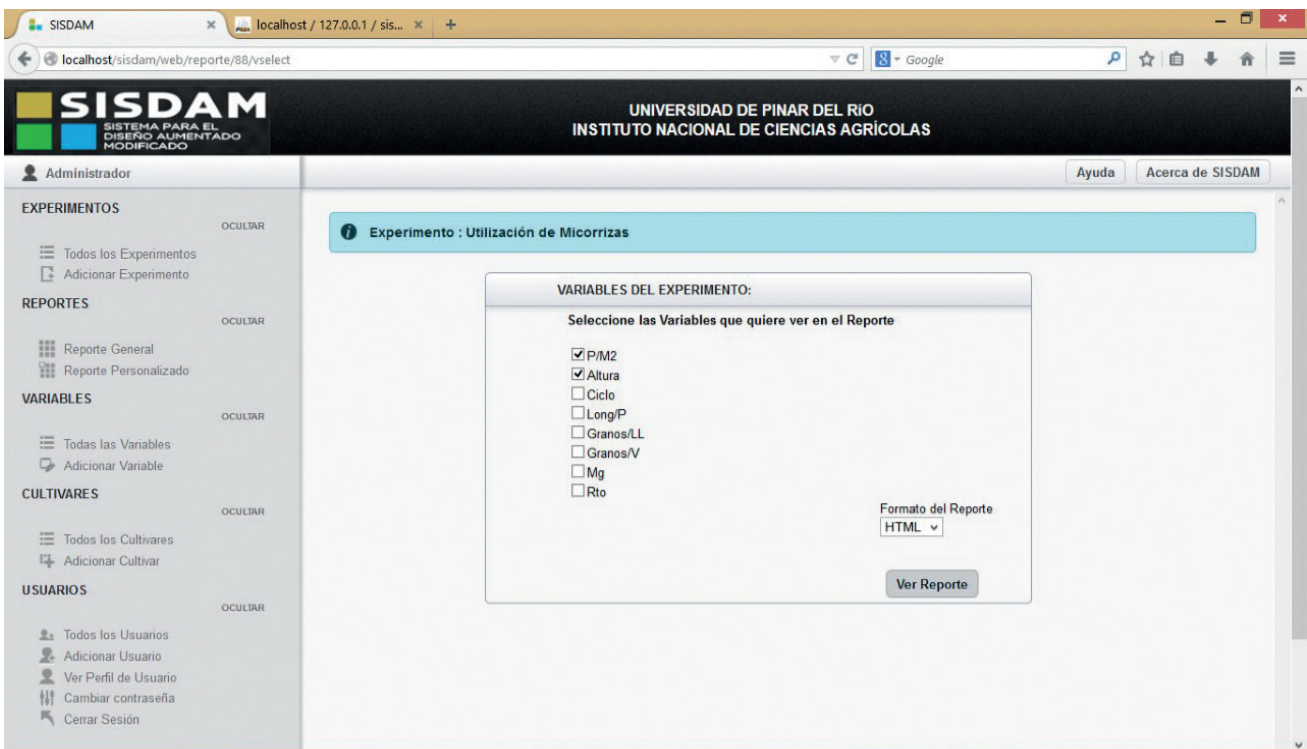 SISDAM
localhost / 127.0.0.1 / sis...
localhost/sisdam/web/reporte/88/vselect
Google
SISDAM
SISTEMA PARA EL
DISEÑO AUMENTADO
MODIFICADO
UNIVERSIDAD DE PINAR DEL RíO
INSTITUTO NACIONAL DE CIENCIAS AGRÍCOLAS
Administrador
Ayuda
Acerca de SISDAM
EXPERIMENTOS
OCULTAR
Todos los Experimentos
Adicionar Experimento
REPORTES
OCULTAR
Reporte General
Reporte Personalizado
VARIABLES
OCULTAR
Todas las Variables
Adicionar Variable
CULTIVARES
OCULTAR
Todos los Cultivares
Adicionar Cultivar
USUARIOS
OCULTAR
Todos los Usuarios
Adicionar Usuario
Ver Perfil de Usuario
Cambiar contraseña
Cerrar Sesión
Experimento : Utilización de Micorrizas
VARIABLES DEL EXPERIMENTO:
Seleccione las Variables que quiere ver en el Reporte
P/M2
Altura
Ciclo
Long/P
Granos/LL
Granos/V
Mg
Rto
Formato del Reporte
HTML
Ver Reporte